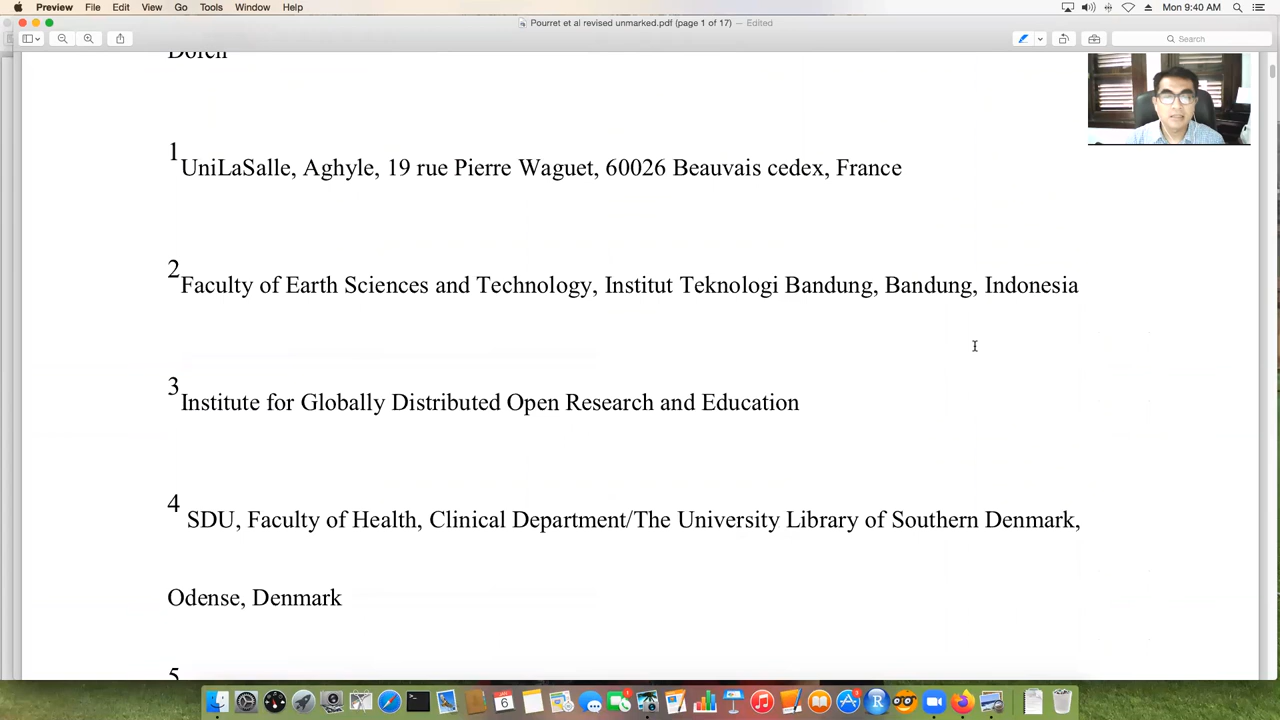 Preview File Edit View Go Tools Window Help Mon 9:40 AM
Pourret et al revised unmarked.pdf (page 1 of 17) — Edited
Search
Doren
1 UniLaSalle, Aghyle, 19 rue Pierre Waguet, 60026 Beauvais cedex, France
2 Faculty of Earth Sciences and Technology, Institut Teknologi Bandung, Bandung, Indonesia
3 Institute for Globally Distributed Open Research and Education
4 SDU, Faculty of Health, Clinical Department/The University Library of Southern Denmark,
Odense, Denmark
5